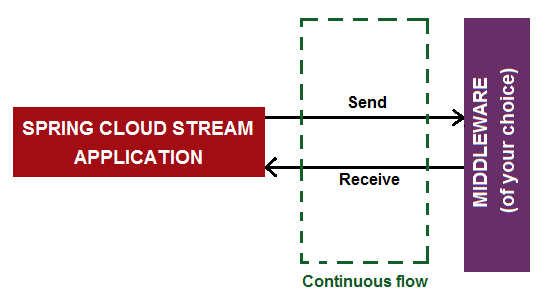 SPRING CLOUD STREAM
APPLICATION
Send
Receive
MIDDLEWARE
(of your choice)
Continuous flow